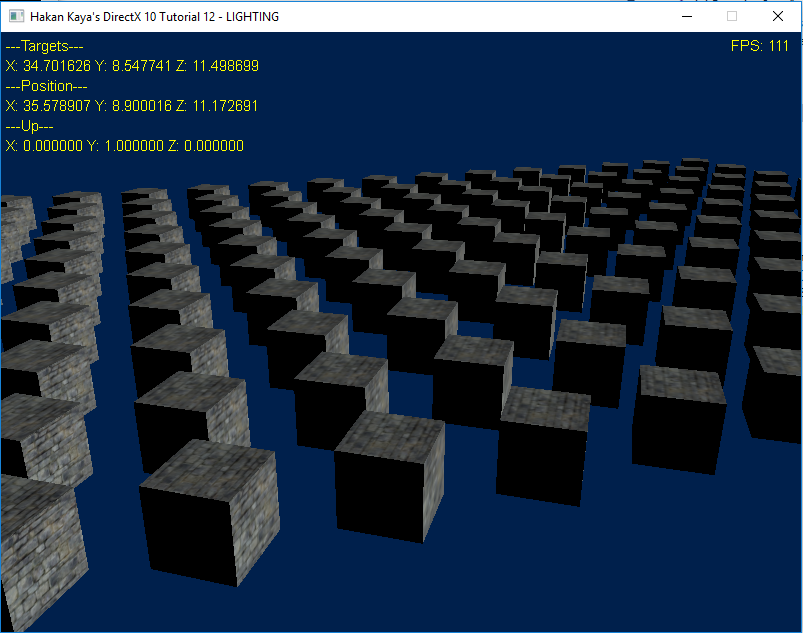 Hakan Kaya's DirectX 10 Tutorial 12 - LIGHTING
---Targets---
FPS: 111
X: 34.701626 Y: 8.547741 Z: 11.498699
---Position---
X: 35.578907 Y: 8.900016 Z: 11.172691
---Up---
X: 0.000000 Y: 1.000000 Z: 0.000000